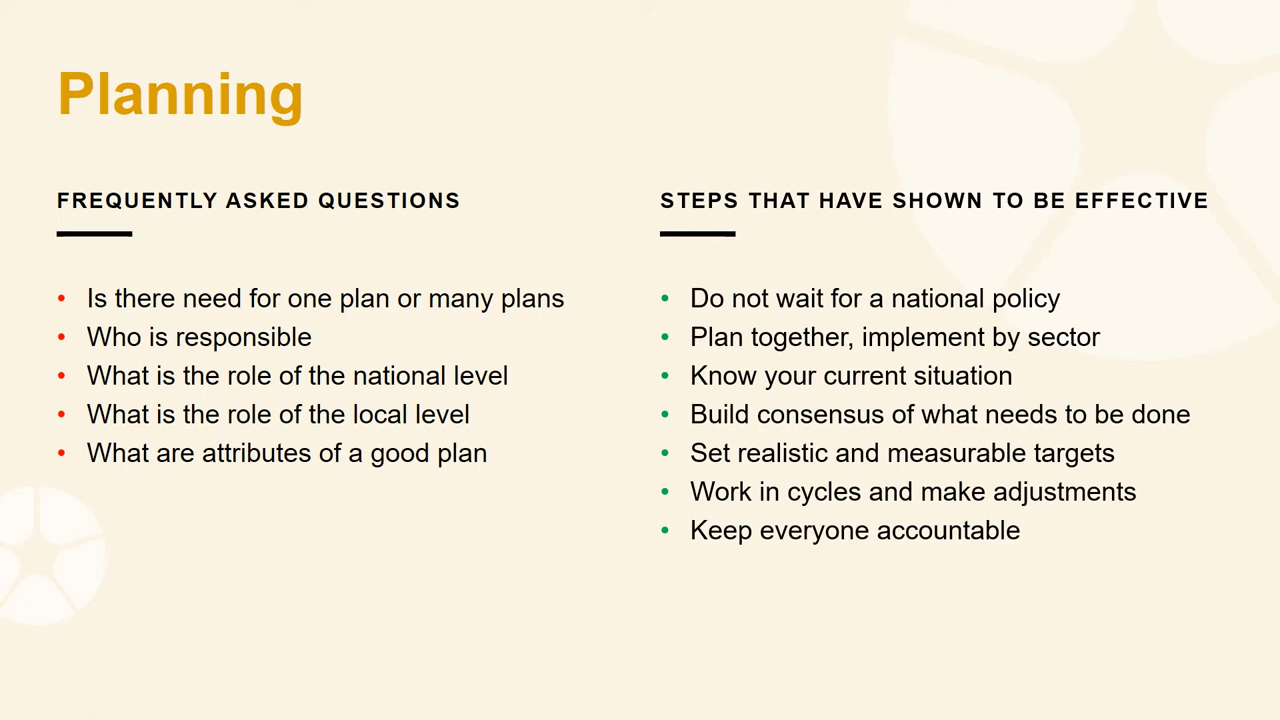 Planning
FREQUENTLY ASKED QUESTIONS
• Is there need for one plan or many plans
• Who is responsible
• What is the role of the national level
• What is the role of the local level
• What are attributes of a good plan
STEPS THAT HAVE SHOWN TO BE EFFECTIVE
• Do not wait for a national policy
• Plan together, implement by sector
• Know your current situation
• Build consensus of what needs to be done
• Set realistic and measurable targets
• Work in cycles and make adjustments
• Keep everyone accountable